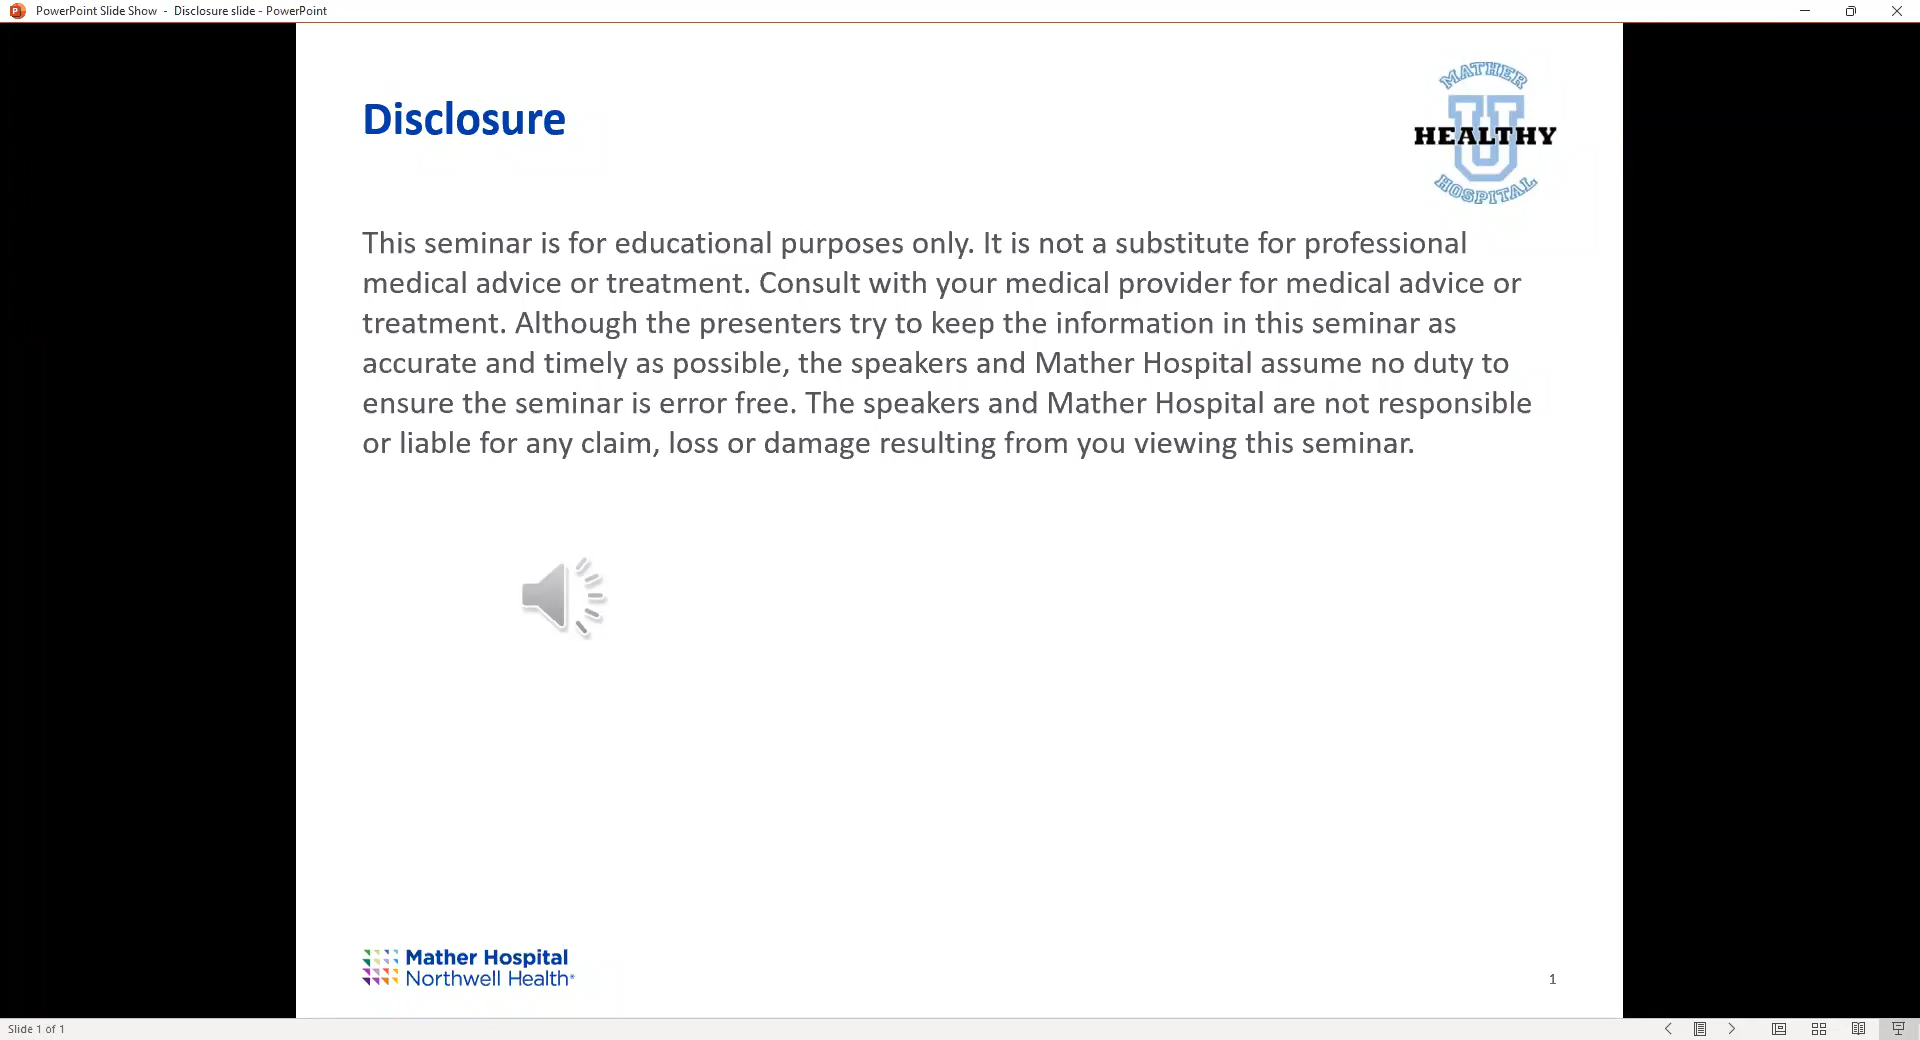 PowerPoint Slide Show - Disclosure slide - PowerPoint
Disclosure
MATHER
U
HEALTHY
HOSPITAL
This seminar is for educational purposes only. It is not a substitute for professional
medical advice or treatment. Consult with your medical provider for medical advice or
treatment. Although the presenters try to keep the information in this seminar as
accurate and timely as possible, the speakers and Mather Hospital assume no duty to
ensure the seminar is error free. The speakers and Mather Hospital are not responsible
or liable for any claim, loss or damage resulting from you viewing this seminar.
Mather Hospital
Northwell Health®
1
Slide 1 of 1